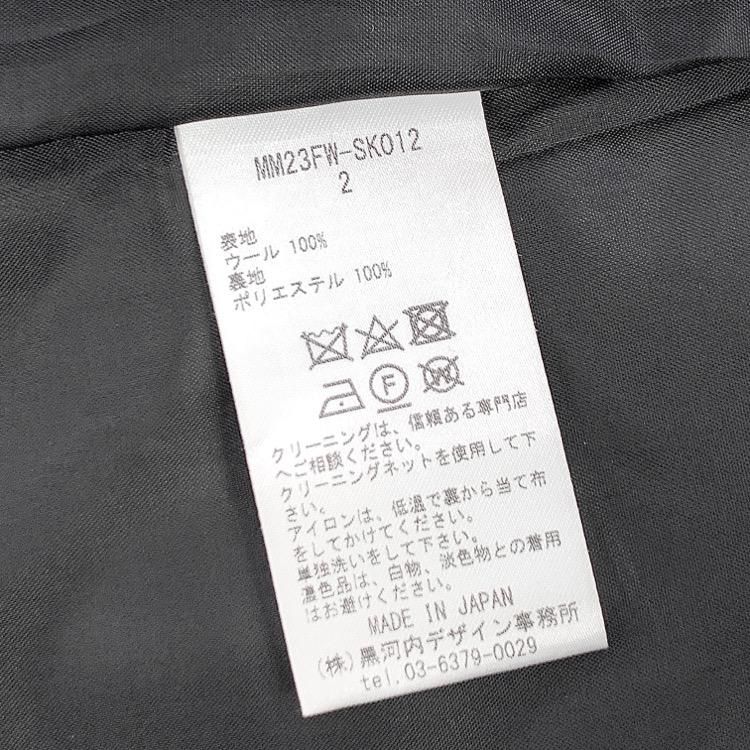 MM23FW-SK012
2
表地
ウール 100%
裏地
ポリエステル 100%
F
W
クリーニングは、信頼ある専門店
へご相談ください。
クリーニングネットを使用して下
さい。
アイロンは、低温で裏から当て布
をしてかけてください。
単独洗いをして下さい。
濃色品は、白物、淡色物との着用
はお避けください。
MADE IN JAPAN
(株)黒河内デザイン事務所
tel.03-6379-0029